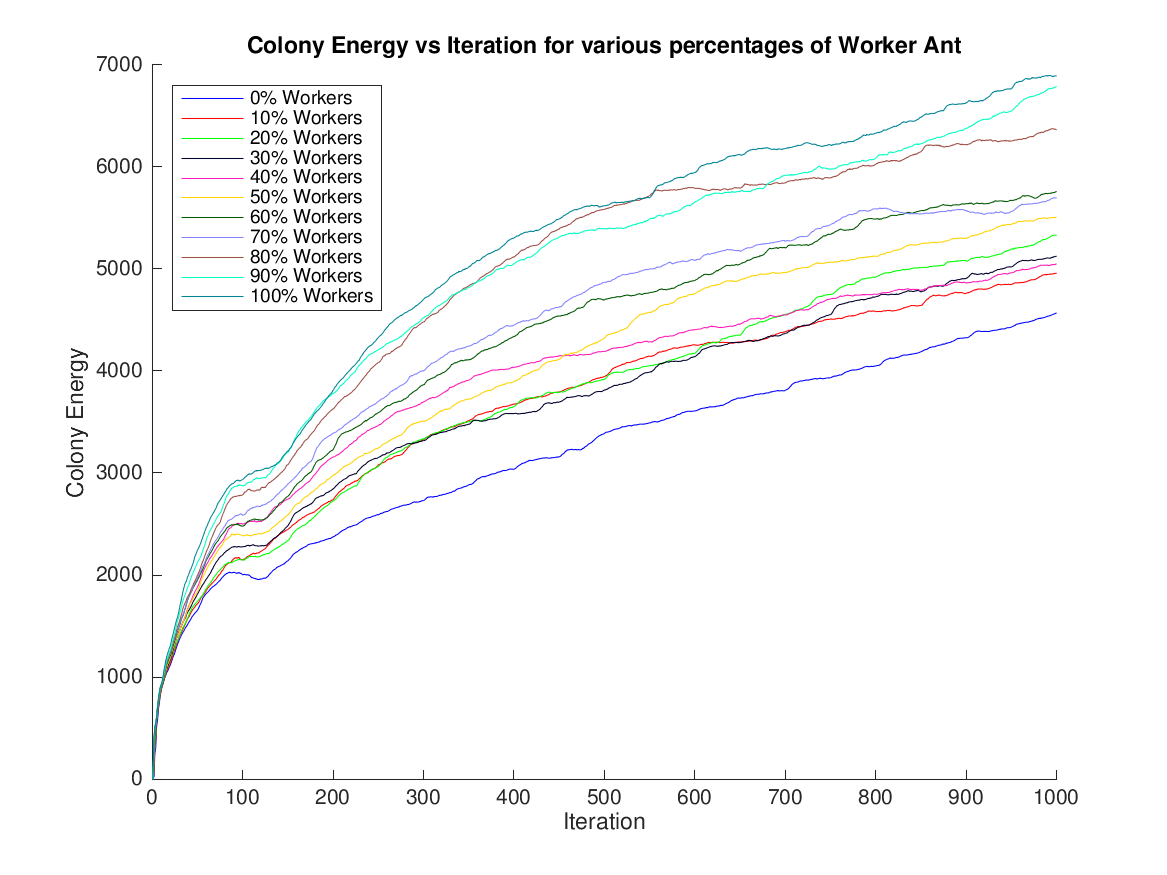 Colony Energy vs Iteration for various percentages of Worker Ant
7000
6000
5000
4000
3000
2000
1000
0
Colony Energy
0% Workers
10% Workers
20% Workers
30% Workers
40% Workers
50% Workers
60% Workers
70% Workers
80% Workers
90% Workers
100% Workers
0 100 200 300 400 500 600 700 800 900 1000
Iteration